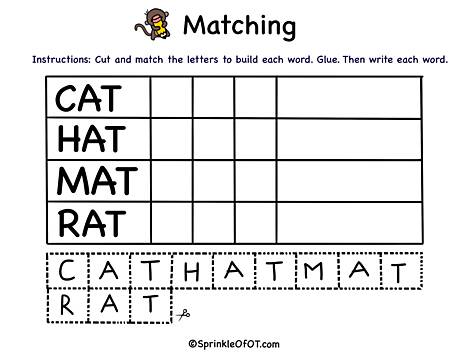 Matching
Instructions: Cut and match the letters to build each word. Glue. Then write each word.
CAT
HAT
MAT
RAT
C A T H A T M A T
R A T
©SprinkleOfOT.com